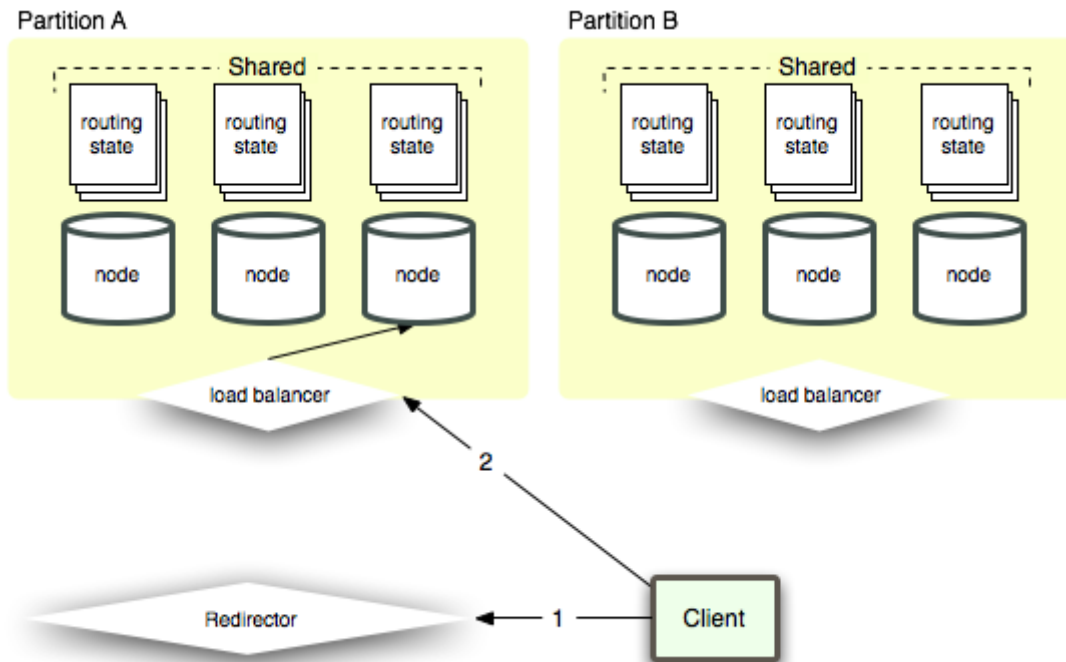 Partition A
Partition B
Shared
Shared
routing
state
routing
state
routing
state
routing
state
routing
state
routing
state
node
node
node
node
node
node
load balancer
load balancer
2
Redirector
1
Client